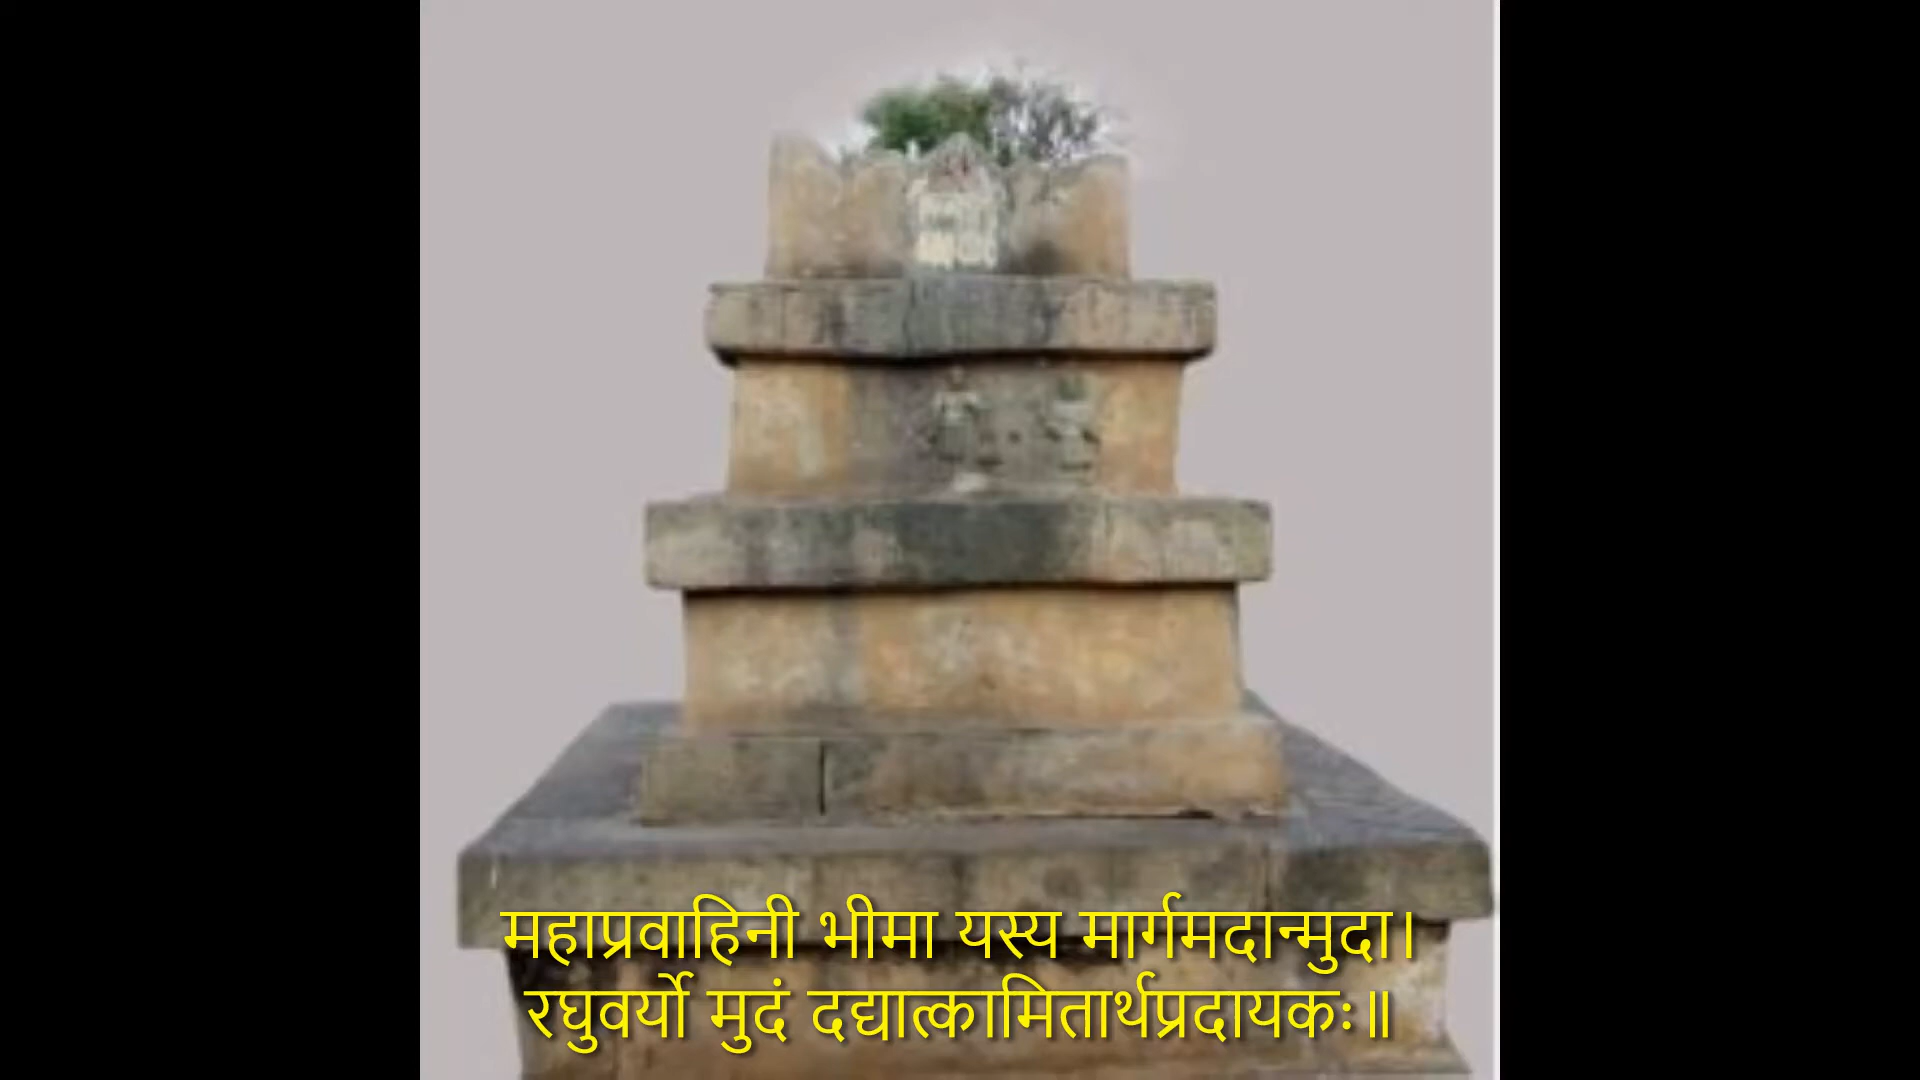 महाप्रवाहिनी भीमा यस्य मार्गमदान्मुदा।
रघुवर्यो मुदं दद्यात्कामितार्थप्रदायकः॥